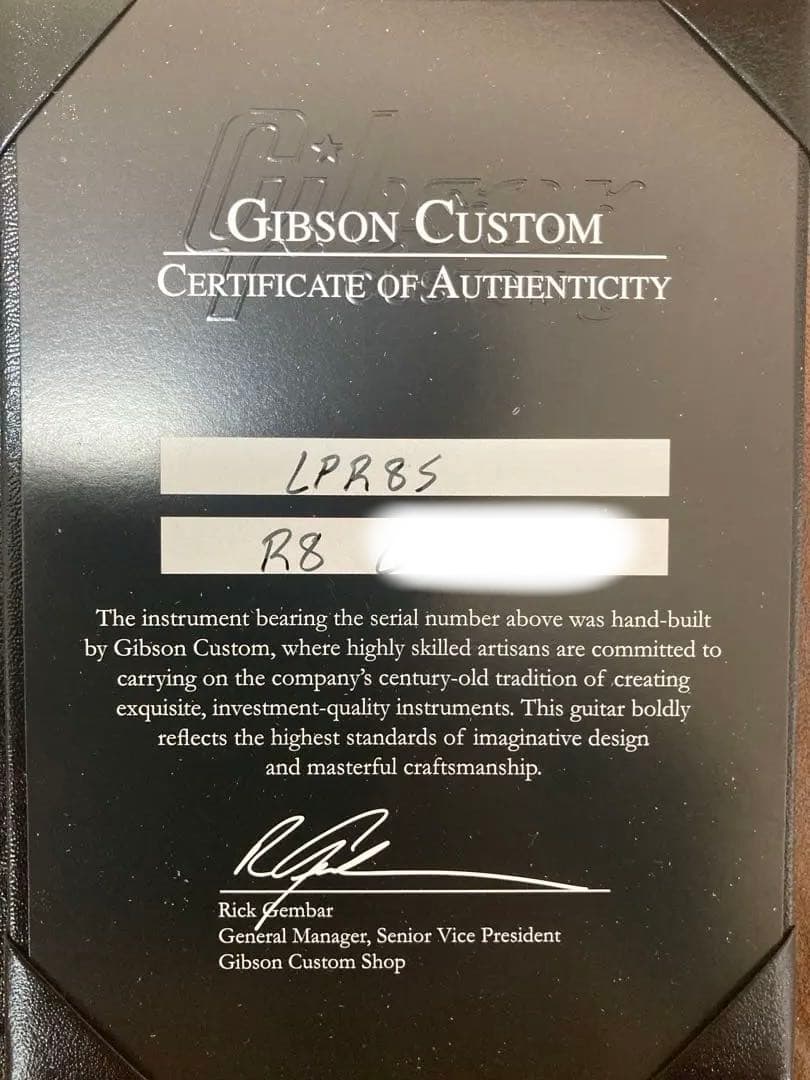 Gibson
CUSTOM
GIBSON CUSTOM
CERTIFICATE OF AUTHENTICITY
LPR8S
R8
The instrument bearing the serial number above was hand-built
by Gibson Custom, where highly skilled artisans are committed to
carrying on the company's century-old tradition of creating
exquisite, investment-quality instruments. This guitar boldly
reflects the highest standards of imaginative design
and masterful craftsmanship.
Rick Gembar
General Manager, Senior Vice President
Gibson Custom Shop